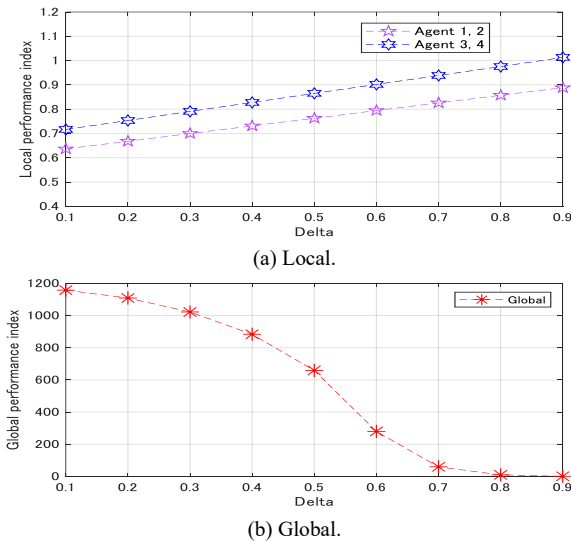 1.2
1.1
1
0.9
0.8
0.7
0.6
0.5
0.4
Local performance index
Agent 1, 2
Agent 3, 4
0.1 0.2 0.3 0.4 0.5 0.6 0.7 0.8 0.9
Delta
(a) Local.
1200
1000
800
600
400
200
0
Global performance index
Global
0.1 0.2 0.3 0.4 0.5 0.6 0.7 0.8 0.9
Delta
(b) Global.